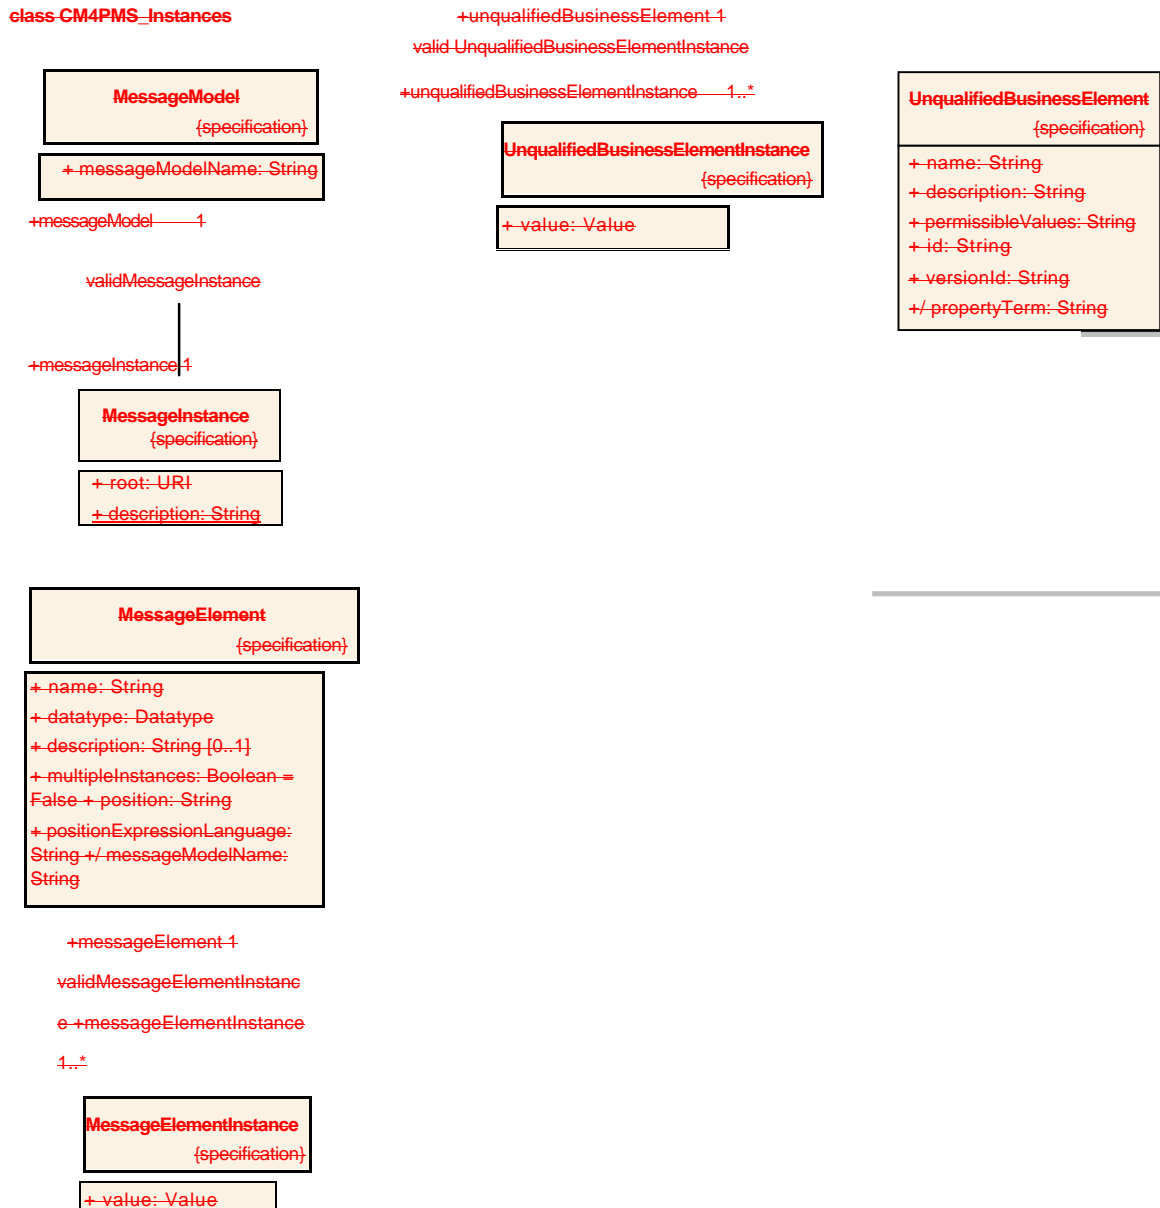 class CM4PMS_Instances
MessageModel
{specification}
+ messageModelName: String
+messageModel 1
validMessageInstance
+messageInstance 1
MessageInstance
{specification}
+ root: URI
+ description: String
+unqualifiedBusinessElement 1
valid UnqualifiedBusinessElementInstance
+unqualifiedBusinessElementInstance 1..*
UnqualifiedBusinessElementInstance
{specification}
+ value: Value
UnqualifiedBusinessElement
{specification}
+ name: String
+ description: String
+ permissibleValues: String
+ id: String
+ versionId: String
+/ propertyTerm: String
MessageElement
{specification}
+ name: String
+ datatype: Datatype
+ description: String [0..1]
+ multipleInstances: Boolean =
False + position: String
+ positionExpressionLanguage:
String +/ messageModelName:
String
+messageElement 1
validMessageElementInstanc
e +messageElementInstance
1..*
MessageElementInstance
{specification}
+ value: Value